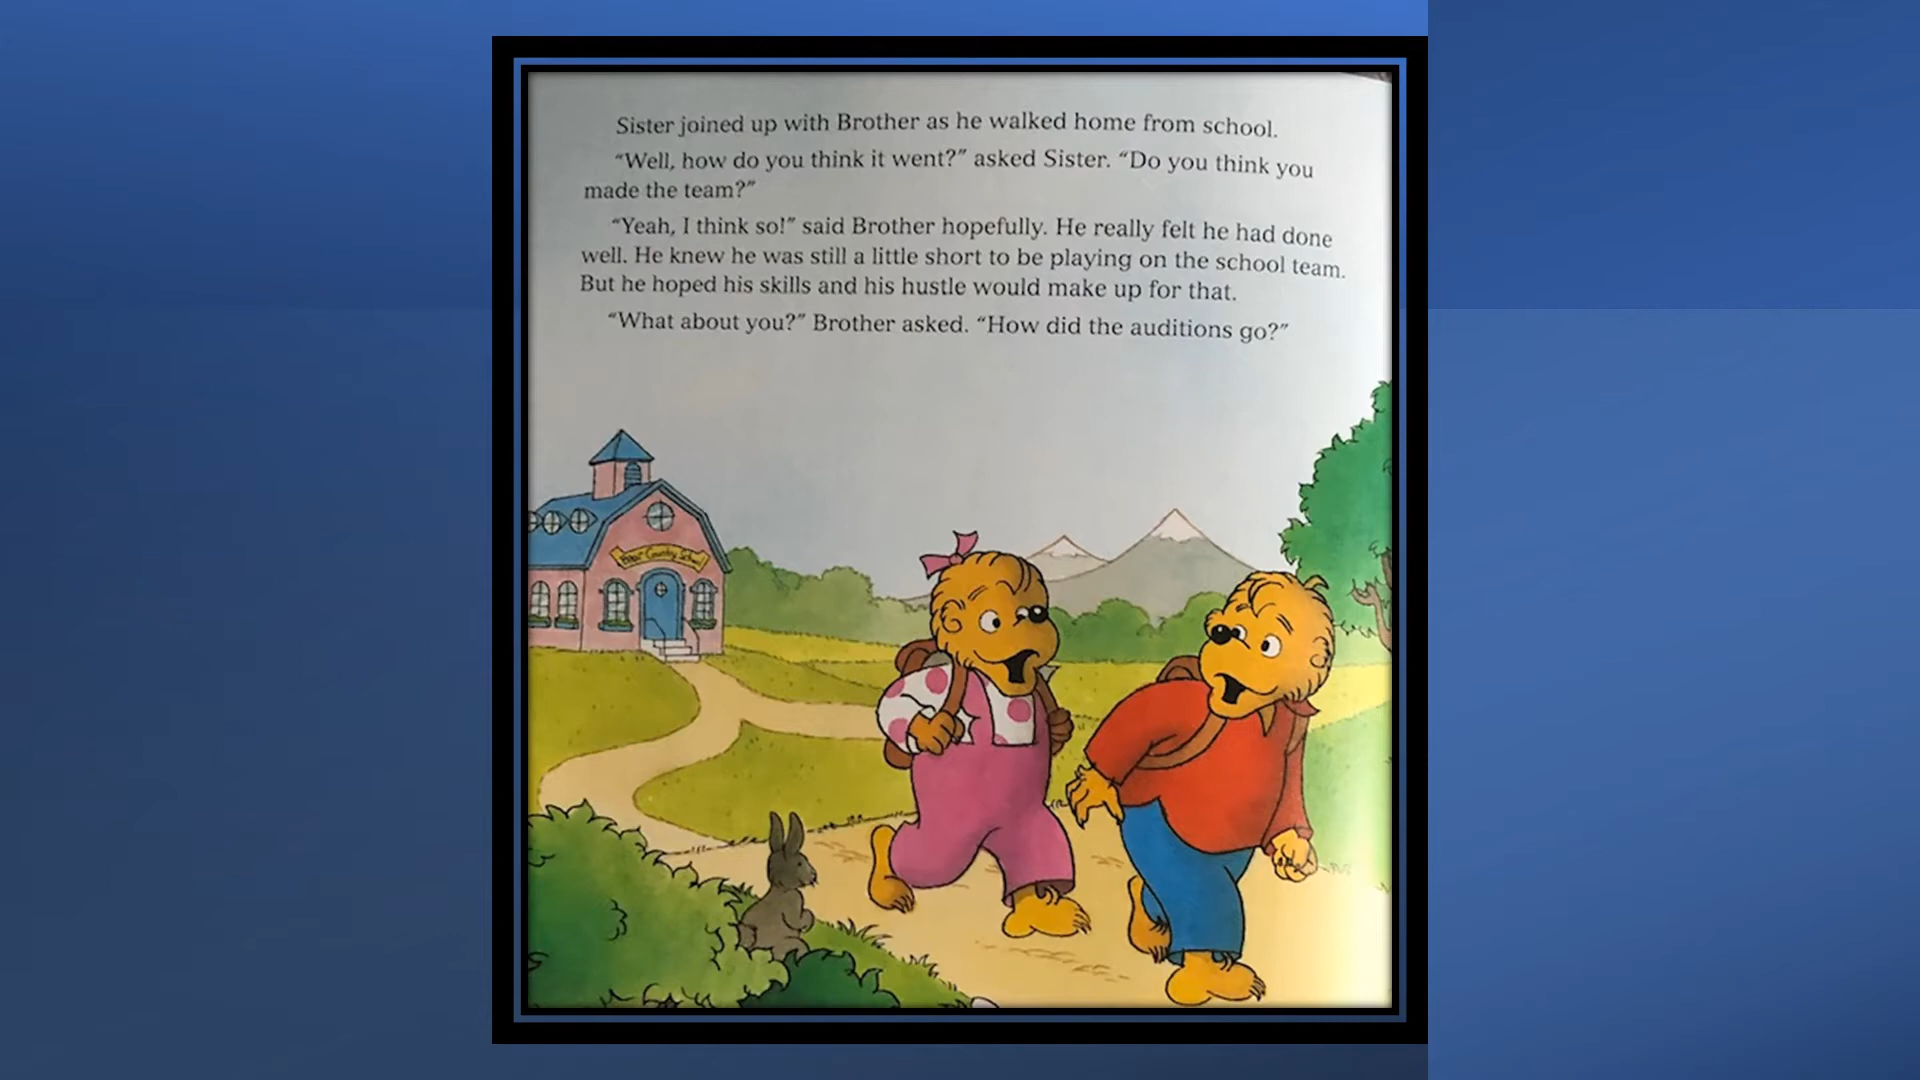 Sister joined up with Brother as he walked home from school.
“Well, how do you think it went?” asked Sister. “Do you think you
made the team?”
“Yeah, I think so!” said Brother hopefully. He really felt he had done
well. He knew he was still a little short to be playing on the school team.
But he hoped his skills and his hustle would make up for that.
“What about you?” Brother asked. “How did the auditions go?”
Bear Country School